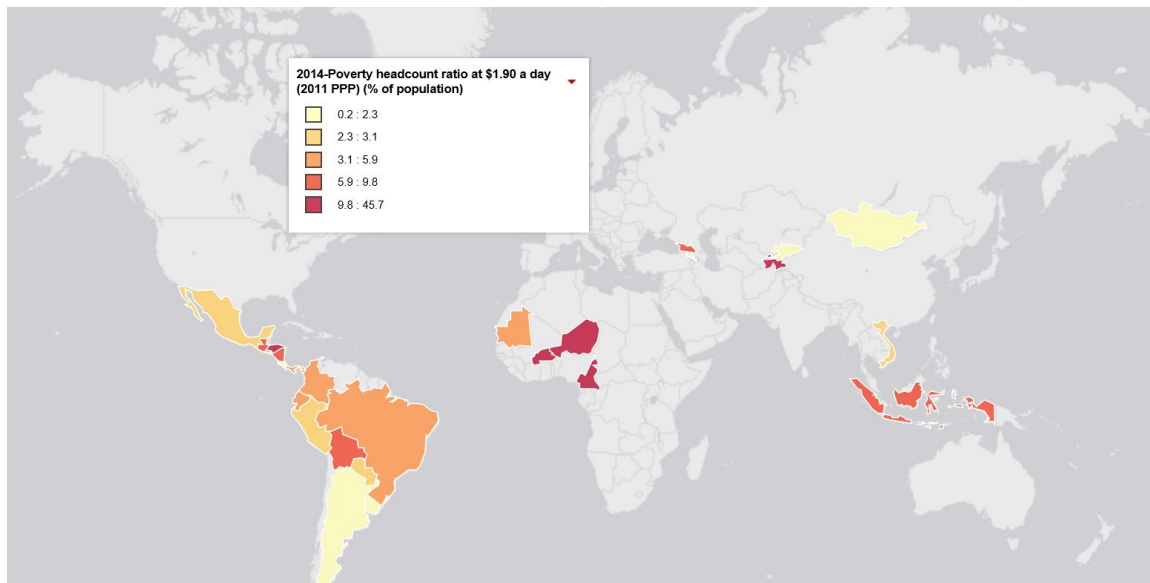 2014-Poverty headcount ratio at $1.90 a day
(2011 PPP) (% of population)
0.2 : 2.3
2.3 : 3.1
3.1 : 5.9
5.9 : 9.8
9.8 : 45.7